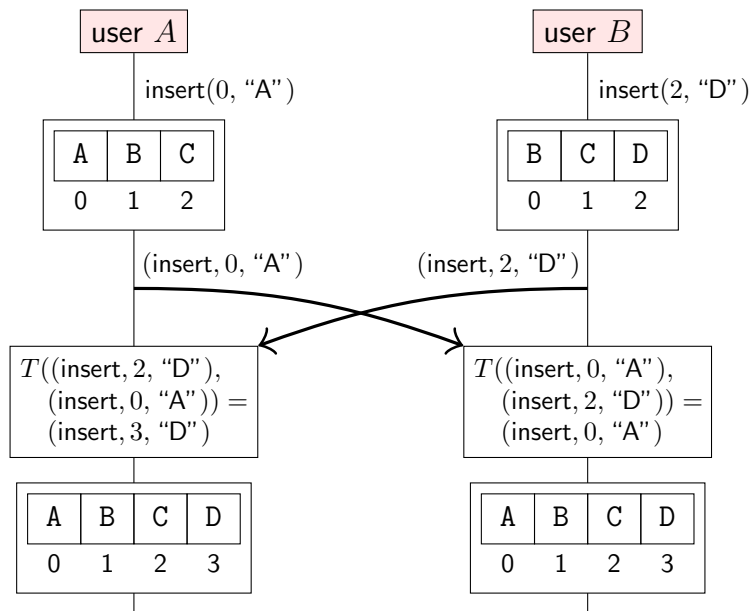 user A
user B
insert(0, “A”)
insert(2, “D”)
A B C
0 1 2
B C D
0 1 2
(insert, 0, “A”)
(insert, 2, “D”)
T((insert, 2, “D”),
(insert, 0, “A”)) =
(insert, 3, “D”)
T((insert, 0, “A”),
(insert, 2, “D”)) =
(insert, 0, “A”)
A B C D
0 1 2 3
A B C D
0 1 2 3